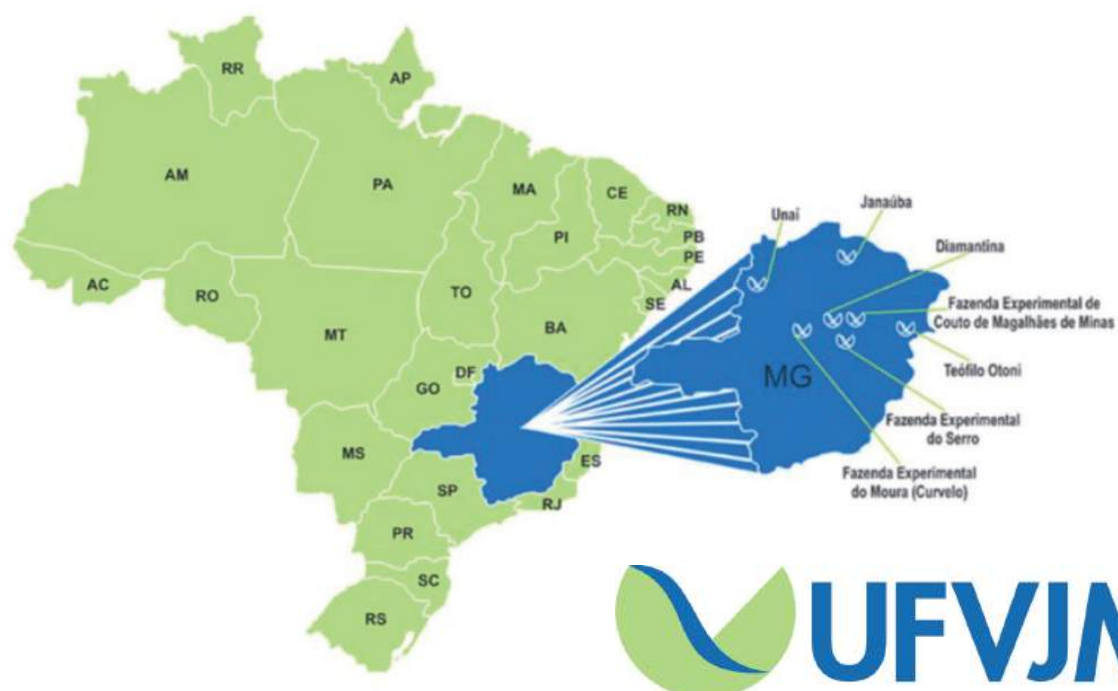 RR
AP
AM
PA
MA
CE
RN
PB
PE
AL
SE
PI
AC
RO
TO
BA
MT
DF
GO
MS
ES
SP
RJ
PR
SC
RS
Unaí
Janaúba
Diamantina
Fazenda Experimental de
Couto de Magalhães de Minas
Teófilo Otoni
MG
Fazenda Experimental
do Serro
Fazenda Experimental
do Moura (Curvelo)
UFVJM